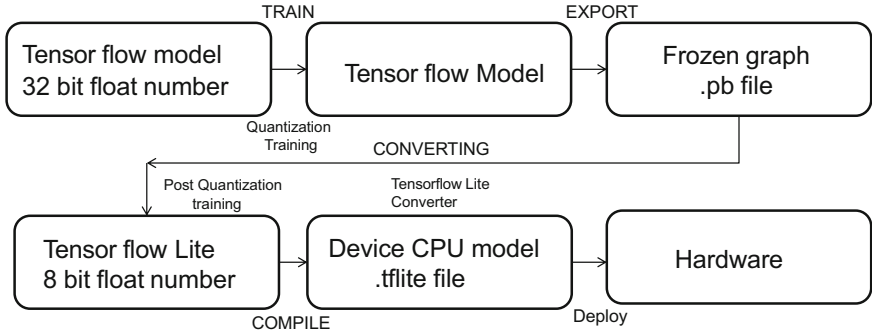 TRAIN
EXPORT
Tensor flow model
32 bit float number
Tensor flow Model
Frozen graph
.pb file
Quantization
Training
CONVERTING
Post Quantization
training
Tensorflow Lite
Converter
Tensor flow Lite
8 bit float number
Device CPU model
.tflite file
Hardware
COMPILE
Deploy